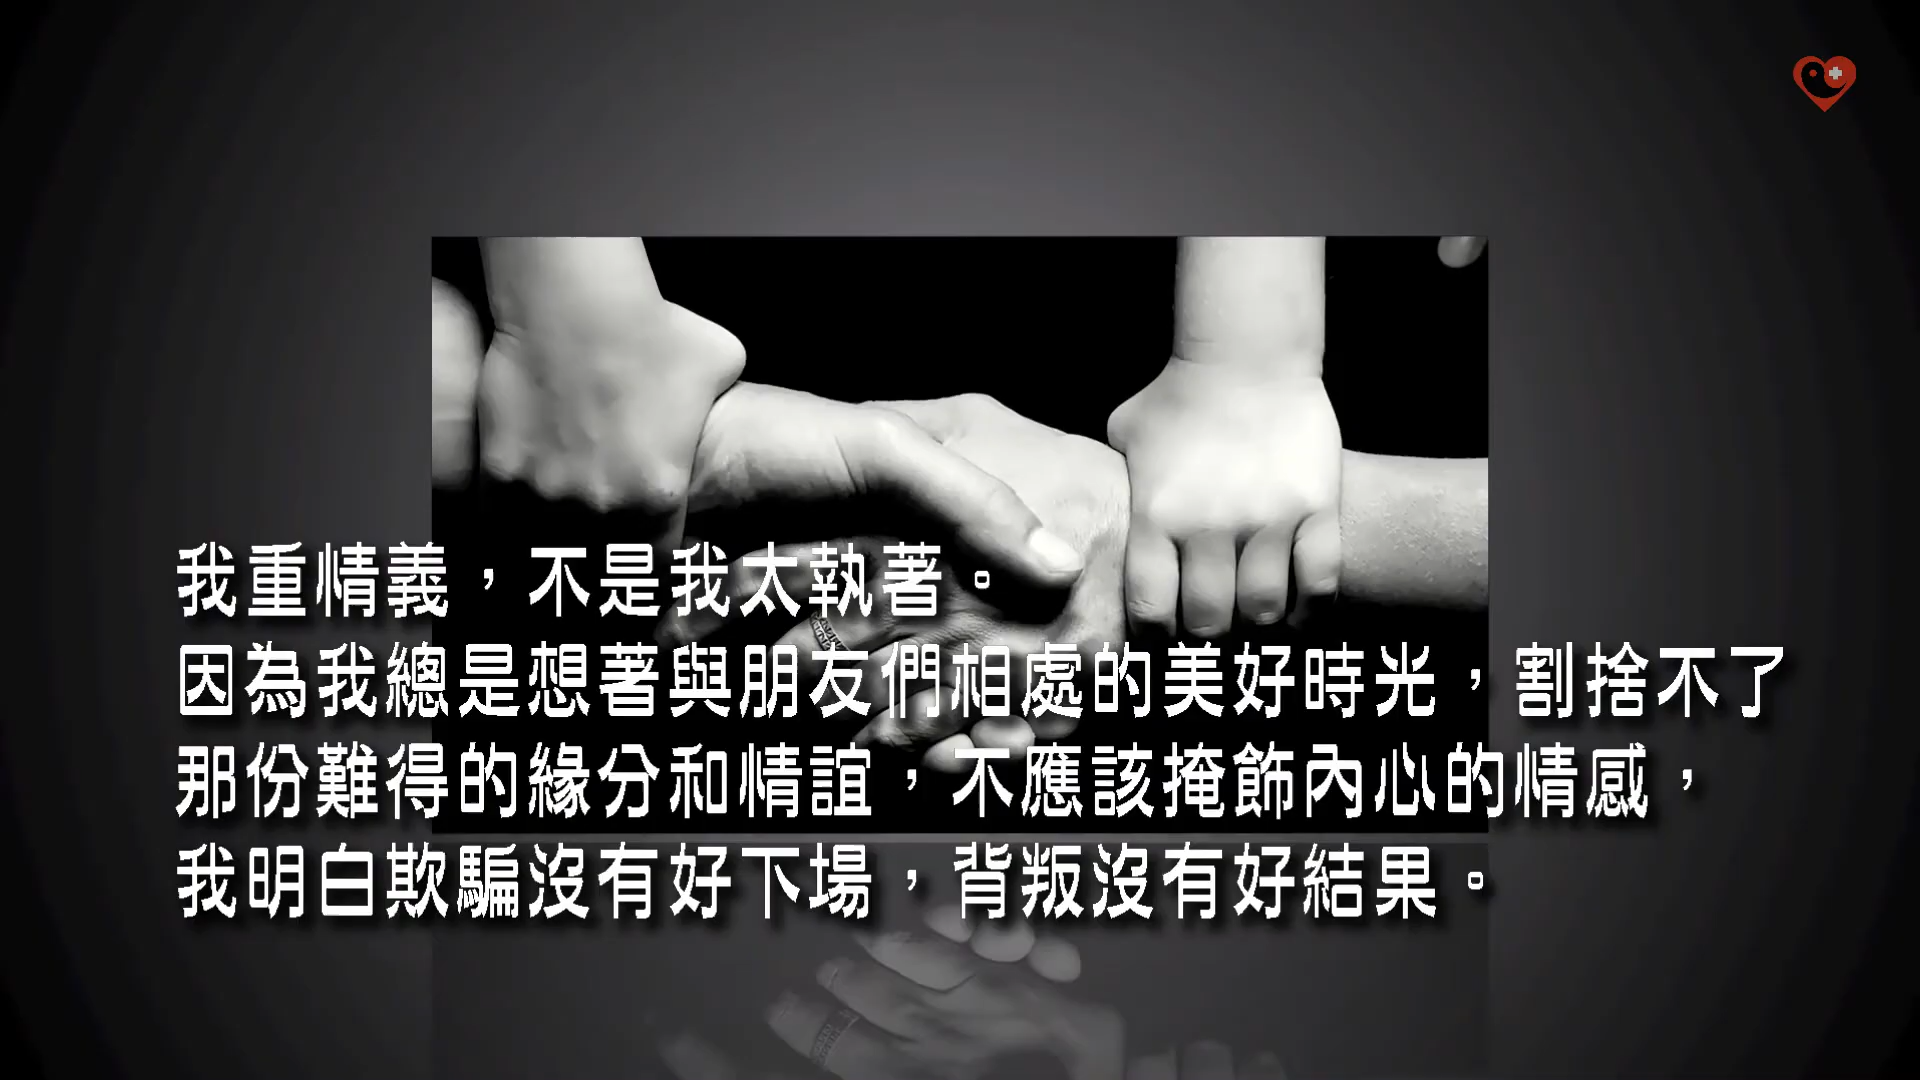 我重情義，不是我太執著。
因為我總是想著與朋友們相處的美好時光，割捨不了
那份難得的緣分和情誼，不應該掩飾內心的情感，
我明白欺騙沒有好下場，背叛沒有好結果。